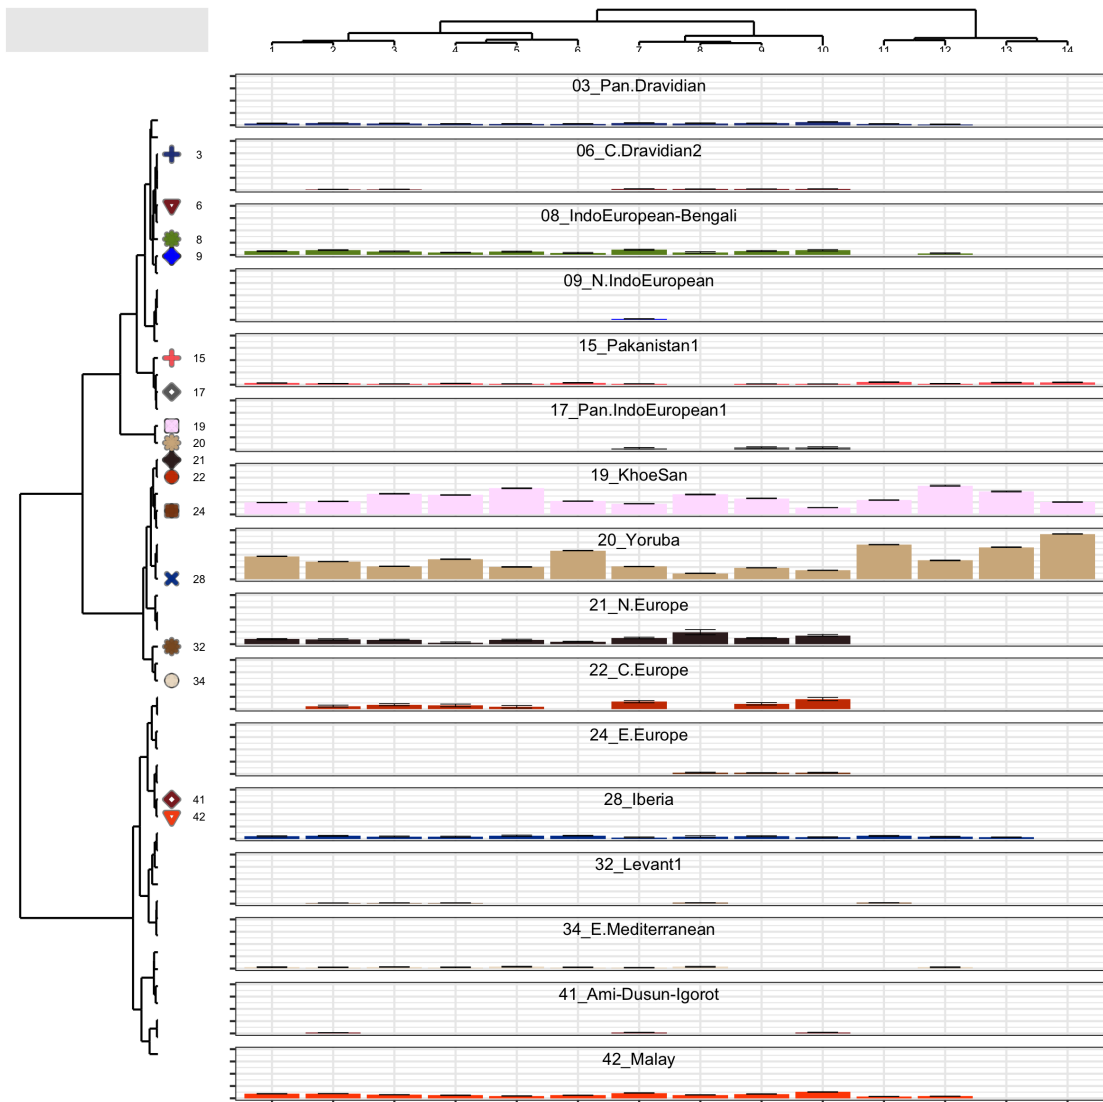 1 2 3 4 5 6 7 8 9 10 11 12 13 14
03_Pan.Dravidian
3
06_C.Dravidian2
6
08_IndoEuropean-Bengali
8
9
09_N.IndoEuropean
15_Pakanistan1
15
17
17_Pan.IndoEuropean1
19
20
21
19_KhoeSan
22
24
20_Yoruba
28
21_N.Europe
32
22_C.Europe
34
24_E.Europe
28_Iberia
41
42
32_Levant1
34_E.Mediterranean
41_Ami-Dusun-Igorot
42_Malay